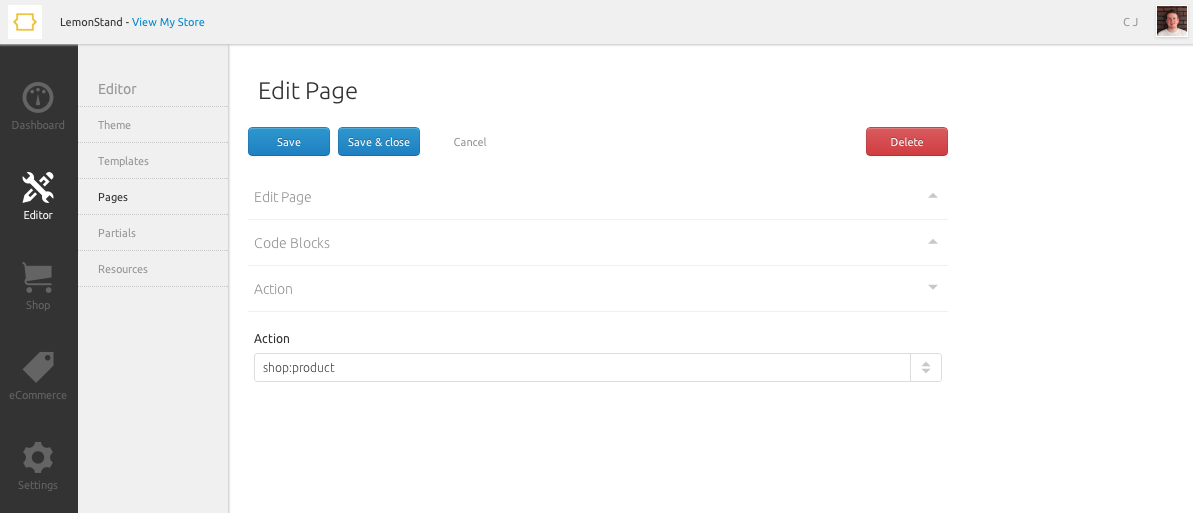 LemonStand - View My Store
C J
Dashboard
Editor
Shop
eCommerce
Settings
Editor
Theme
Templates
Pages
Partials
Resources
Edit Page
Save
Save & close
Cancel
Delete
Edit Page
Code Blocks
Action
Action
shop:product